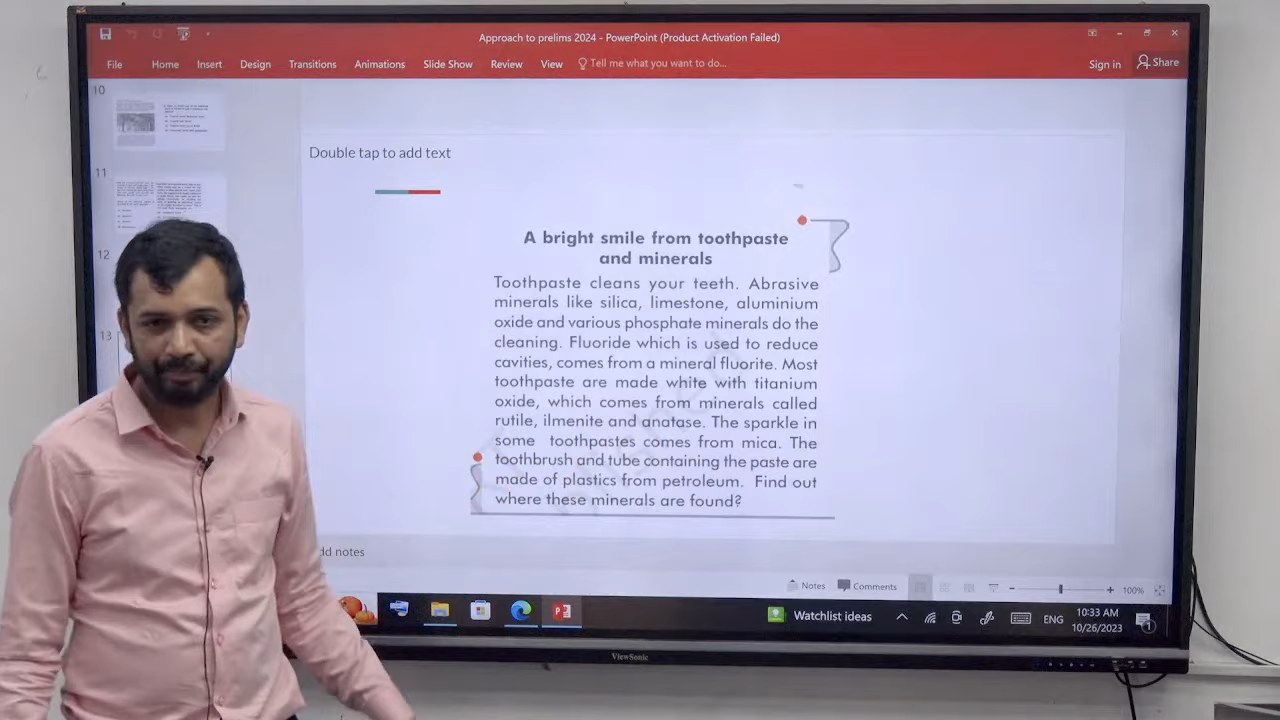 Approach to prelims 2024 - PowerPoint (Product Activation Failed)
File Home Insert Design Transitions Animations Slide Show Review View Tell me what you want to do... Sign in Share
10
11
12
13
Double tap to add text
A bright smile from toothpaste
and minerals
Toothpaste cleans your teeth. Abrasive
minerals like silica, limestone, aluminium
oxide and various phosphate minerals do the
cleaning. Fluoride which is used to reduce
cavities, comes from a mineral fluorite. Most
toothpaste are made white with titanium
oxide, which comes from minerals called
rutile, ilmenite and anatase. The sparkle in
some toothpastes comes from mica. The
toothbrush and tube containing the paste are
made of plastics from petroleum. Find out
where these minerals are found?
dd notes
Notes Comments 100%
Watchlist ideas ENG 10:33 AM
10/26/2023 1
ViewSonic